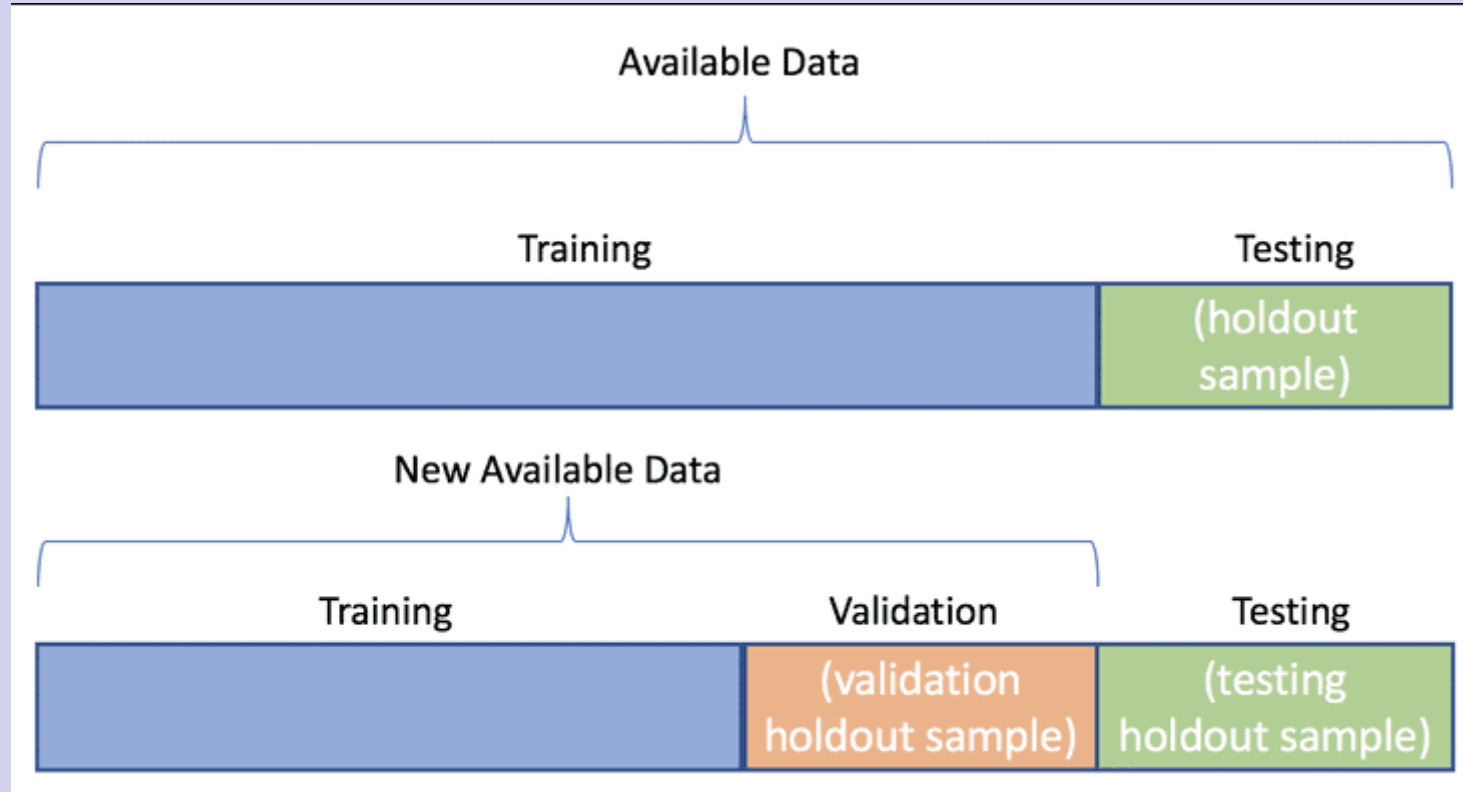 Available Data
Training
Testing
(holdout
sample)
New Available Data
Training
Validation
Testing
(validation
holdout sample)
(testing
holdout sample)